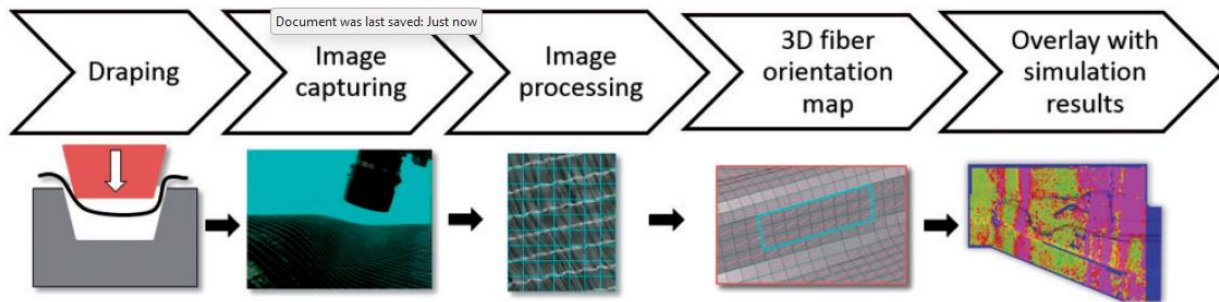 Document was last saved: Just now
Draping
Image
capturing
Image
processing
3D fiber
orientation
map
Overlay with
simulation
results